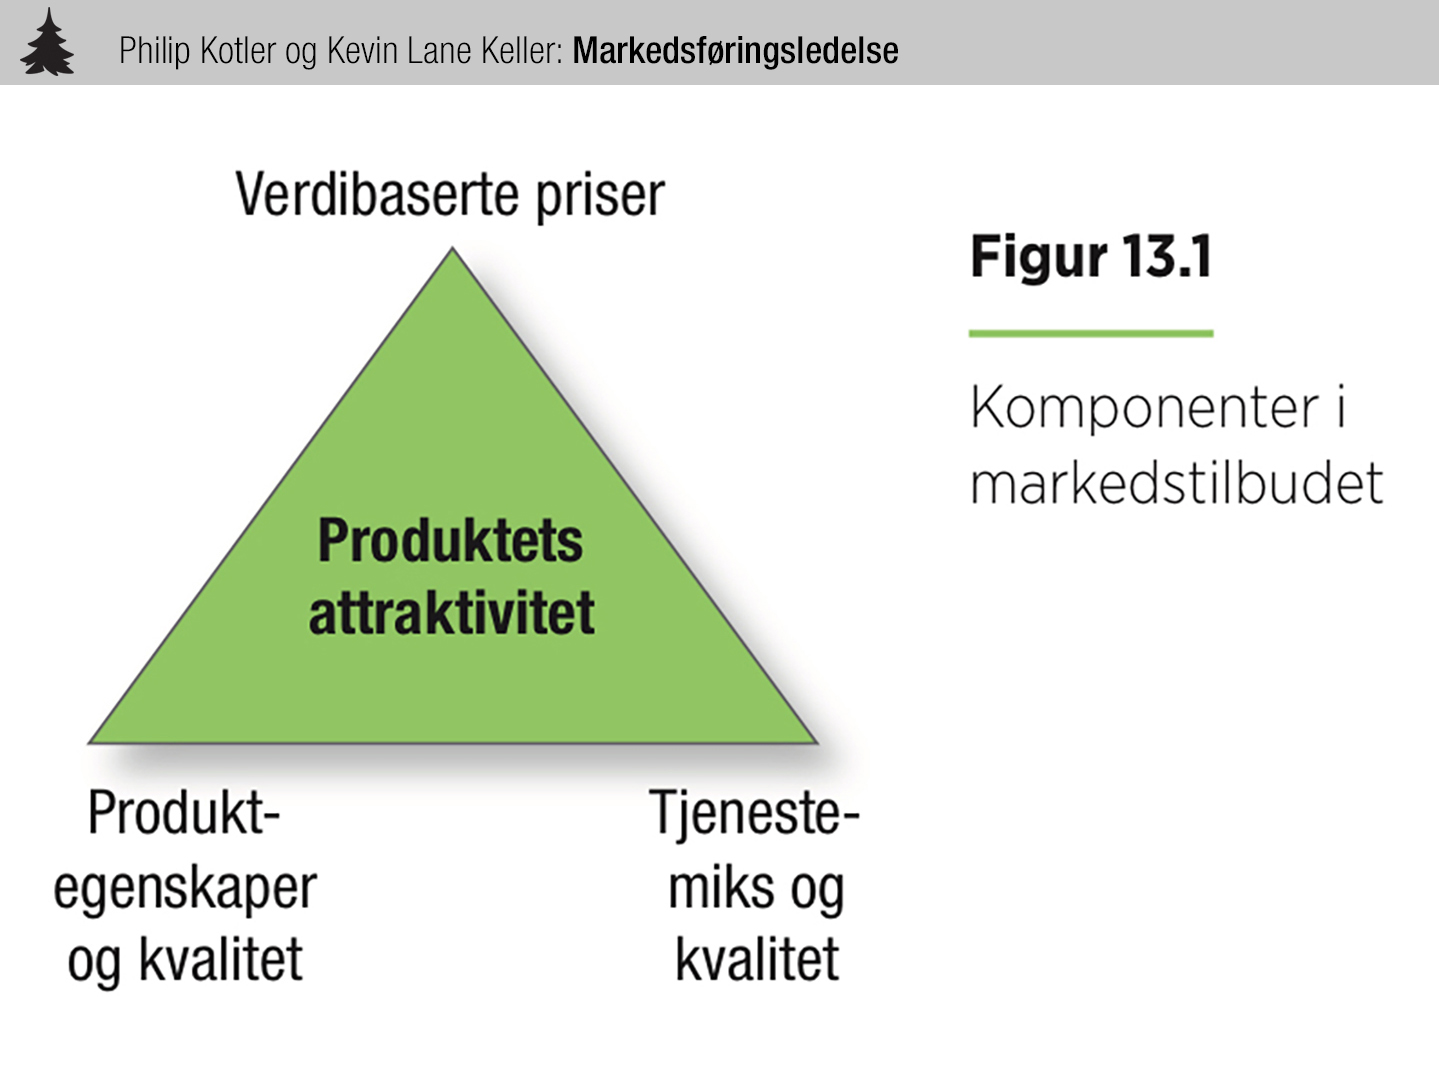 Philip Kotler og Kevin Lane Keller: Markedsføringsledelse
Verdibaserte priser
Figur 13.1
Komponenter i
markedstilbudet
Produktets
attraktivitet
Produkt-
egenskaper
og kvalitet
Tjeneste-
miks og
kvalitet